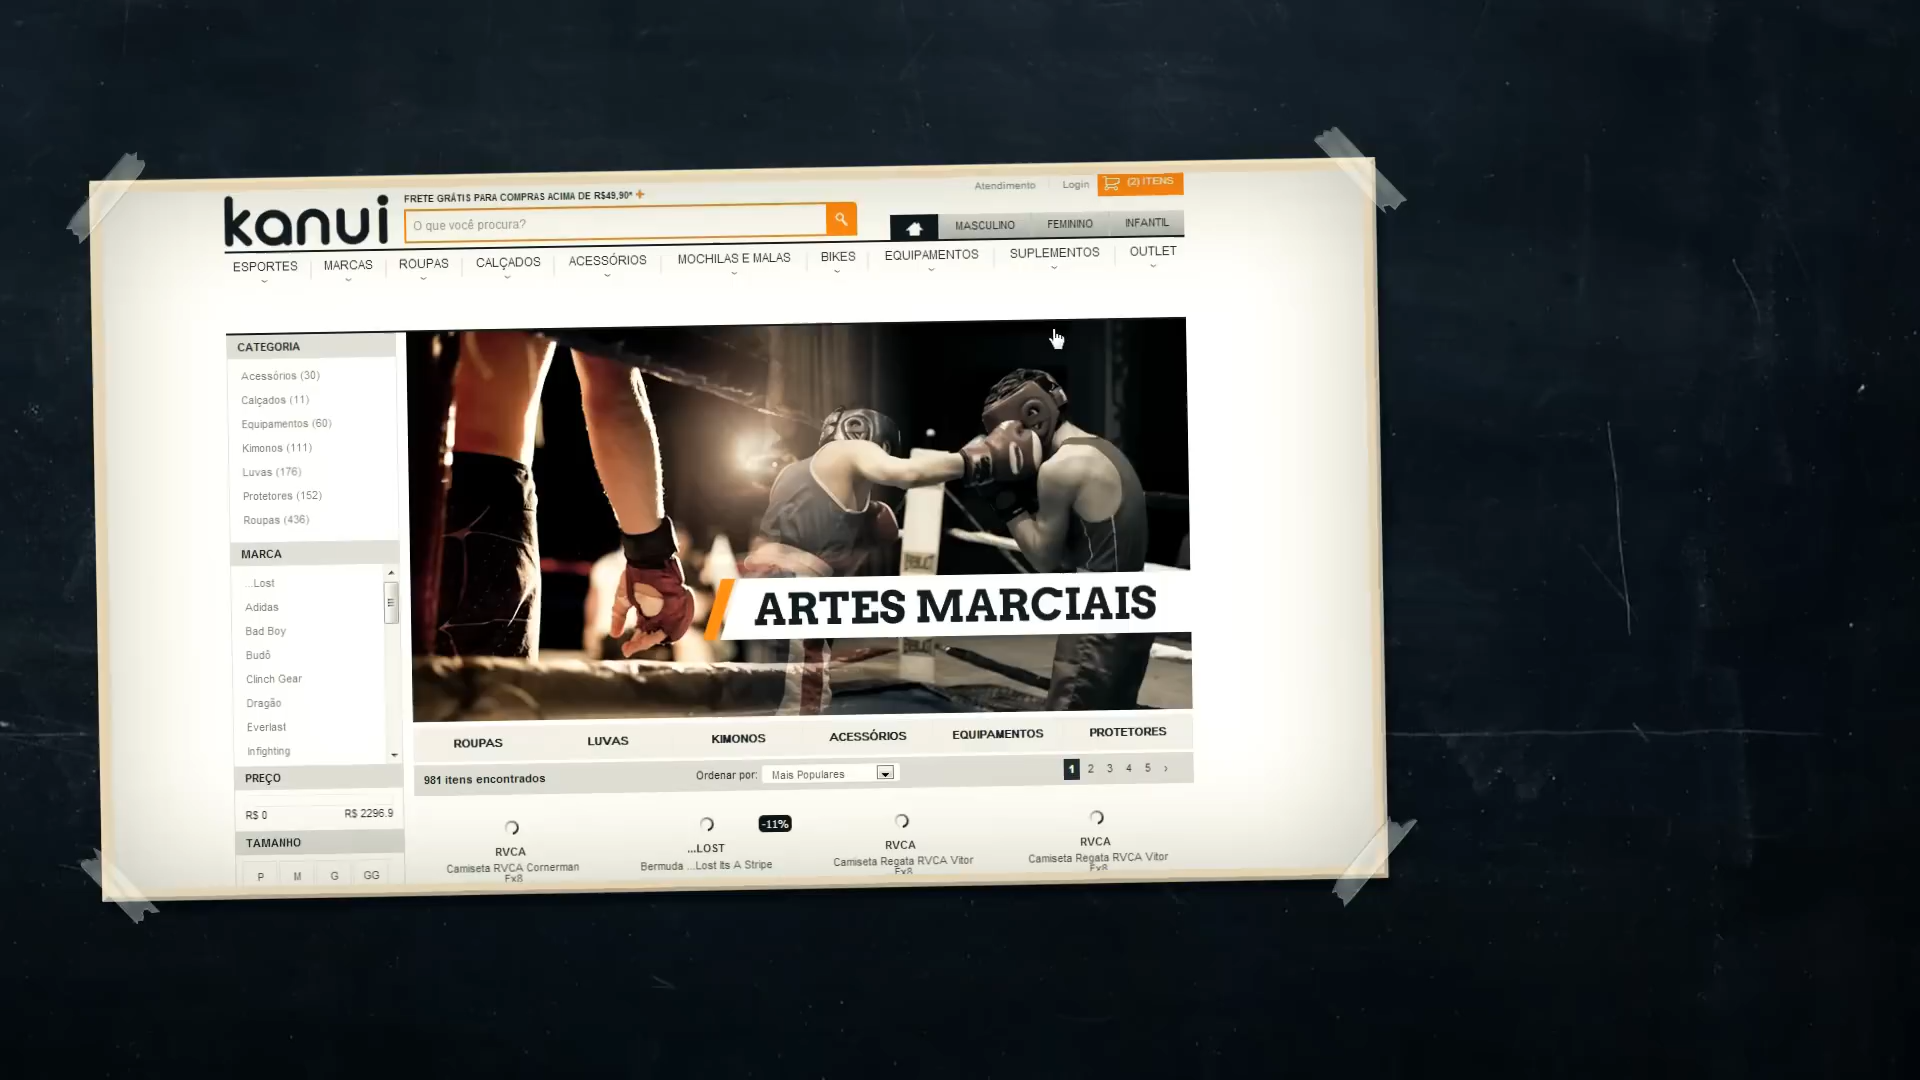 kanui
FRETE GRÁTIS PARA COMPRAS ACIMA DE R$49,90* +
O que você procura?
Atendimento Login (2) ITENS
MASCULINO FEMININO INFANTIL
ESPORTES MARCAS ROUPAS CALÇADOS ACESSÓRIOS MOCHILAS E MALAS BIKES EQUIPAMENTOS SUPLEMENTOS OUTLET
CATEGORIA
Acessórios (30)
Calçados (11)
Equipamentos (60)
Kimonos (111)
Luvas (176)
Protetores (152)
Roupas (436)
MARCA
...Lost
Adidas
Bad Boy
Budô
Clinch Gear
Dragão
Everlast
Infighting
PREÇO
R$ 0 R$ 2296.9
TAMANHO
P M G GG
ARTES MARCIAIS
ROUPAS LUVAS KIMONOS ACESSÓRIOS EQUIPAMENTOS PROTETORES
981 itens encontrados Ordenar por: Mais Populares 1 2 3 4 5 ›
-11%
RVCA
Camiseta RVCA Cornerman
Fx8
...LOST
Bermuda ...Lost Its A Stripe
RVCA
Camiseta Regata RVCA Vitor
Fx8
RVCA
Camiseta Regata RVCA Vitor
Fx8